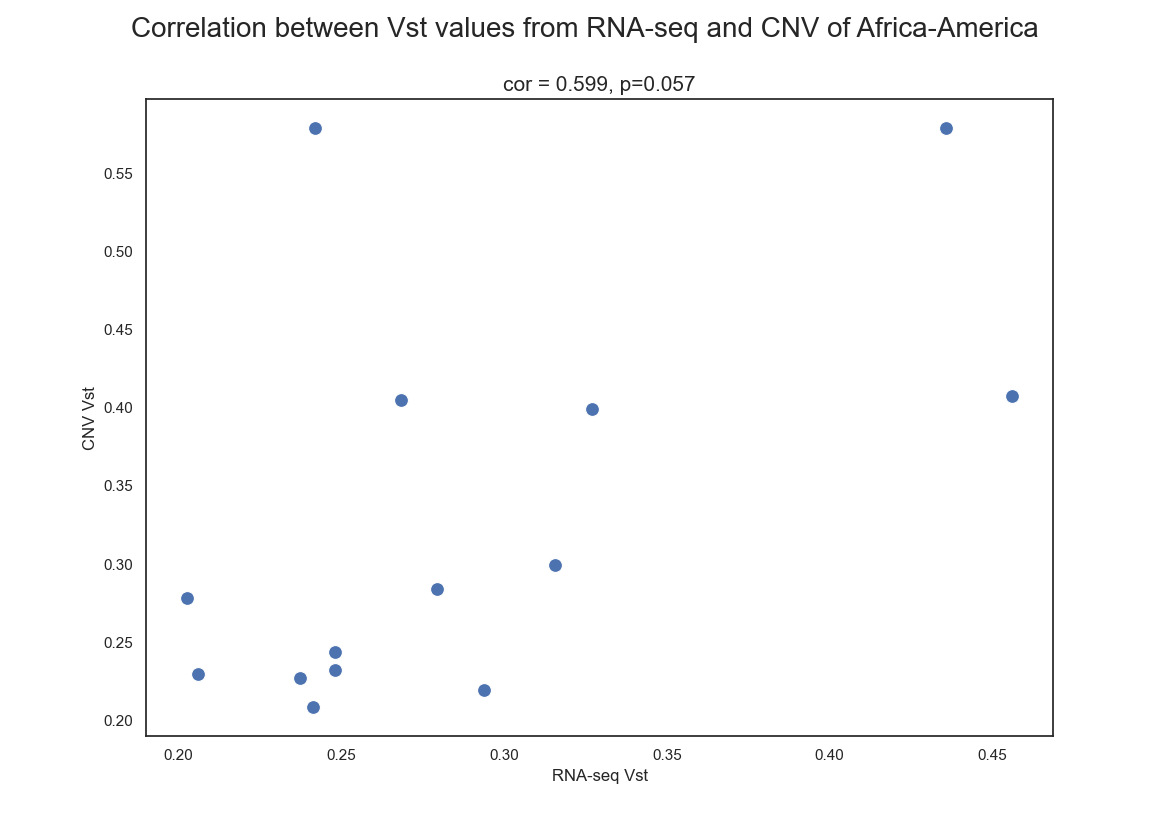 Correlation between Vst values from RNA-seq and CNV of Africa-America
cor = 0.599, p=0.057
0.55
0.50
0.45
0.40
0.35
0.30
0.25
0.20
CNV Vst
0.20 0.25 0.30 0.35 0.40 0.45
RNA-seq Vst